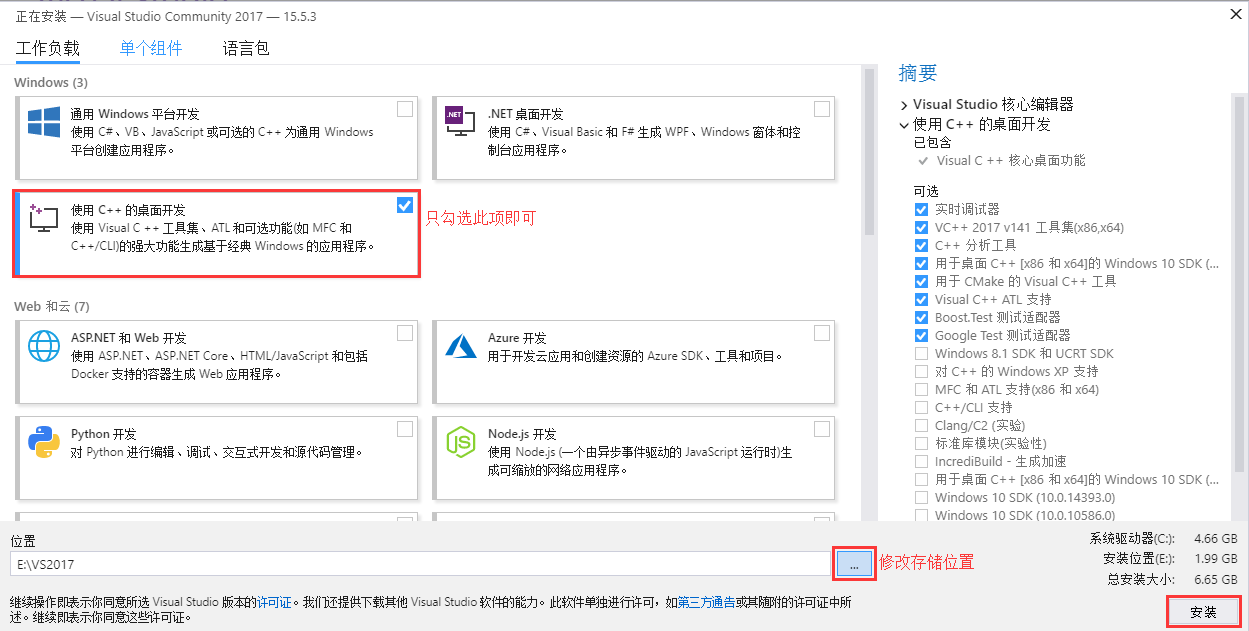 正在安装 — Visual Studio Community 2017 — 15.5.3
工作负载 单个组件 语言包
Windows (3)
通用 Windows 平台开发
使用 C#、VB、JavaScript 或可选的 C++ 为通用 Windows
平台创建应用程序。
.NET
.NET 桌面开发
使用 C#、Visual Basic 和 F# 生成 WPF、Windows 窗体和控
制台应用程序。
使用 C++ 的桌面开发
使用 Visual C ++ 工具集、ATL 和可选功能(如 MFC 和
C++/CLI)的强大功能生成基于经典 Windows 的应用程序。
只勾选此项即可
Web 和云 (7)
ASP.NET 和 Web 开发
使用 ASP.NET、ASP.NET Core、HTML/JavaScript 和包括
Docker 支持的容器生成 Web 应用程序。
Azure 开发
用于开发云应用和创建资源的 Azure SDK、工具和项目。
Python 开发
对 Python 进行编辑、调试、交互式开发和源代码管理。
JS
Node.js 开发
使用 Node.js (一个由异步事件驱动的 JavaScript 运行时)生
成可缩放的网络应用程序。
摘要
Visual Studio 核心编辑器
使用 C++ 的桌面开发
已包含
Visual C ++ 核心桌面功能
可选
实时调试器
VC++ 2017 v141 工具集(x86,x64)
C++ 分析工具
用于桌面 C++ [x86 和 x64]的 Windows 10 SDK (...
用于 CMake 的 Visual C++ 工具
Visual C++ ATL 支持
Boost.Test 测试适配器
Google Test 测试适配器
Windows 8.1 SDK 和 UCRT SDK
对 C++ 的 Windows XP 支持
MFC 和 ATL 支持(x86 和 x64)
C++/CLI 支持
Clang/C2 (实验)
标准库模块(实验性)
IncrediBuild - 生成加速
用于桌面 C++ [x86 和 x64]的 Windows 10 SDK (...
Windows 10 SDK (10.0.14393.0)
Windows 10 SDK (10.0.10586.0)
位置
E:\VS2017
...
修改存储位置
系统驱动器(C:): 4.66 GB
安装位置(E:): 1.99 GB
总安装大小: 6.65 GB
继续操作即表示你同意所选 Visual Studio 版本的许可证。我们还提供下载其他 Visual Studio 软件的能力。此软件单独进行许可，如第三方通告或其随附的许可证中所
述。继续即表示你同意这些许可证。
安装